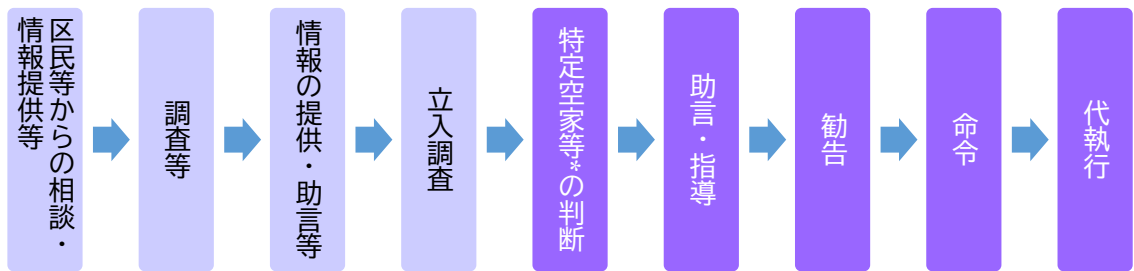 区民等からの相談・
情報提供等
調査等
情報の提供・助言等
立入調査
特定空家等*の判断
助言・指導
勧告
命令
代執行